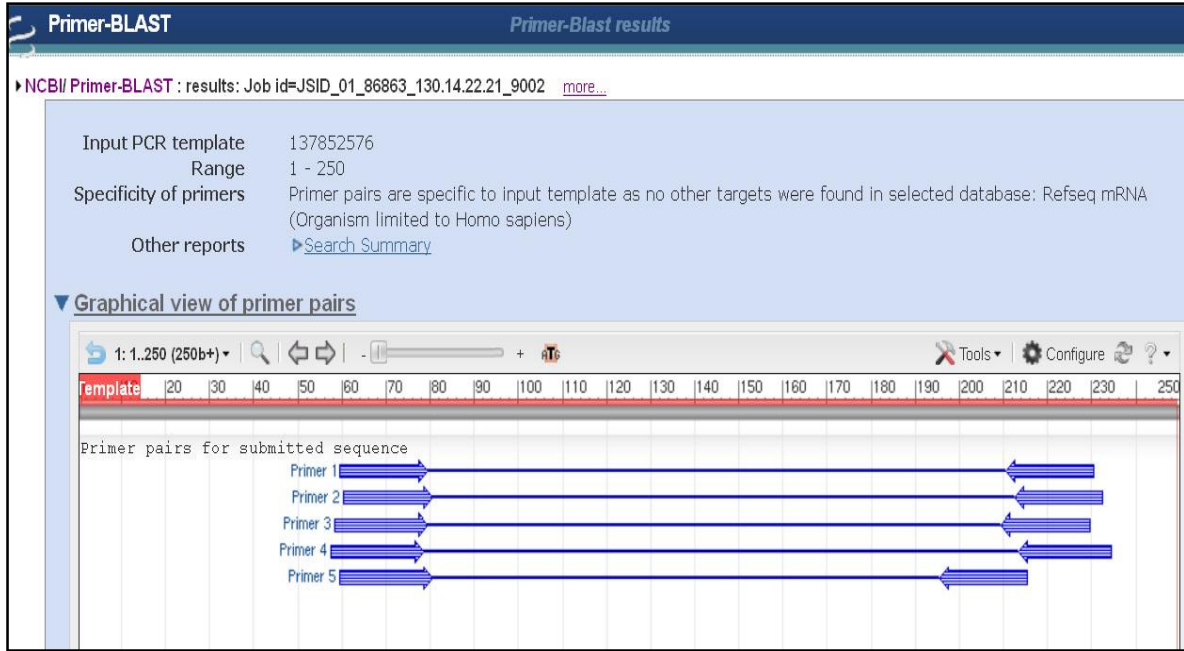 Primer-BLAST
Primer-Blast results
NCBI/ Primer-BLAST : results: Job id=JSID_01_86863_130.14.22.21_9002 more...
Input PCR template 137852576
Range 1 - 250
Specificity of primers Primer pairs are specific to input template as no other targets were found in selected database: Refseq mRNA
(Organism limited to Homo sapiens)
Other reports Search Summary
Graphical view of primer pairs
1: 1..250 (250b+) - + ATG Tools Configure ?
Template 20 30 40 50 60 70 80 90 100 110 120 130 140 150 160 170 180 190 200 210 220 230 250
Primer pairs for submitted sequence
Primer 1
Primer 2
Primer 3
Primer 4
Primer 5